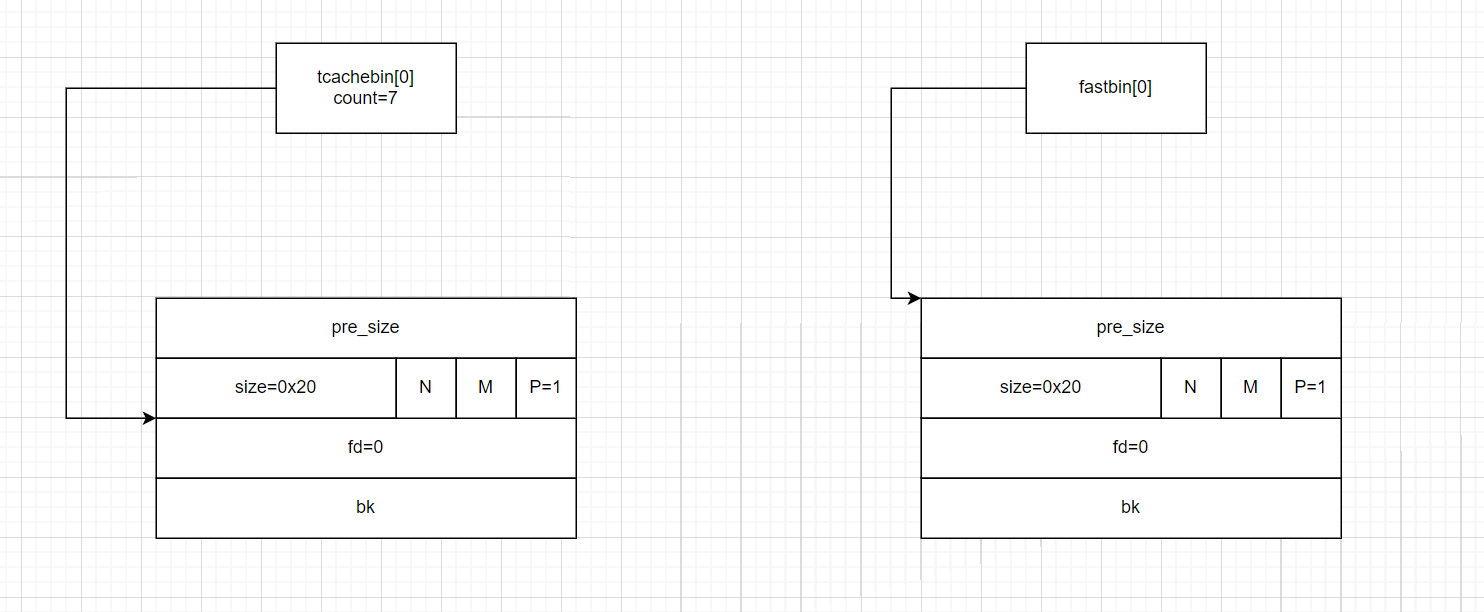 tcachebin[0]
count=7
fastbin[0]
pre_size
size=0x20 N M P=1
fd=0
bk
pre_size
size=0x20 N M P=1
fd=0
bk